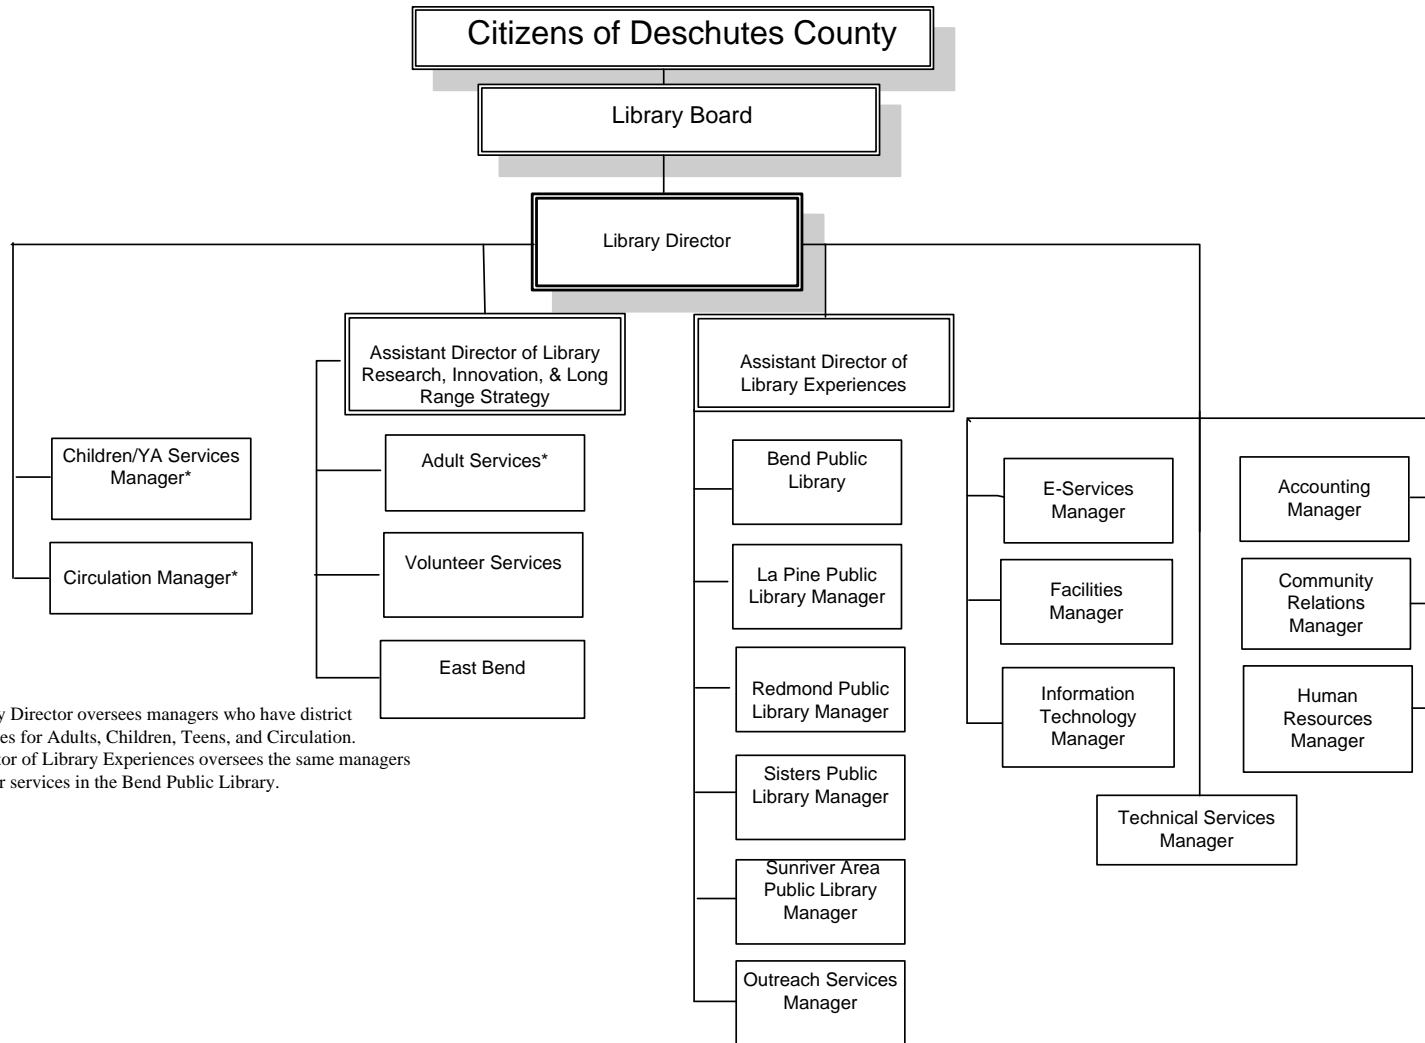 Citizens of Deschutes County
Library Board
Library Director
Assistant Director of Library
Research, Innovation, & Long
Range Strategy
Assistant Director of
Library Experiences
Children/YA Services
Manager*
Circulation Manager*
Adult Services*
Volunteer Services
East Bend
Bend Public
Library
La Pine Public
Library Manager
Redmond Public
Library Manager
Sisters Public
Library Manager
Sunriver Area
Public Library
Manager
Outreach Services
Manager
E-Services
Manager
Facilities
Manager
Information
Technology
Manager
Accounting
Manager
Community
Relations
Manager
Human
Resources
Manager
Technical Services
Manager
Director oversees managers who have district
for Adults, Children, Teens, and Circulation.
of Library Experiences oversees the same managers
services in the Bend Public Library.